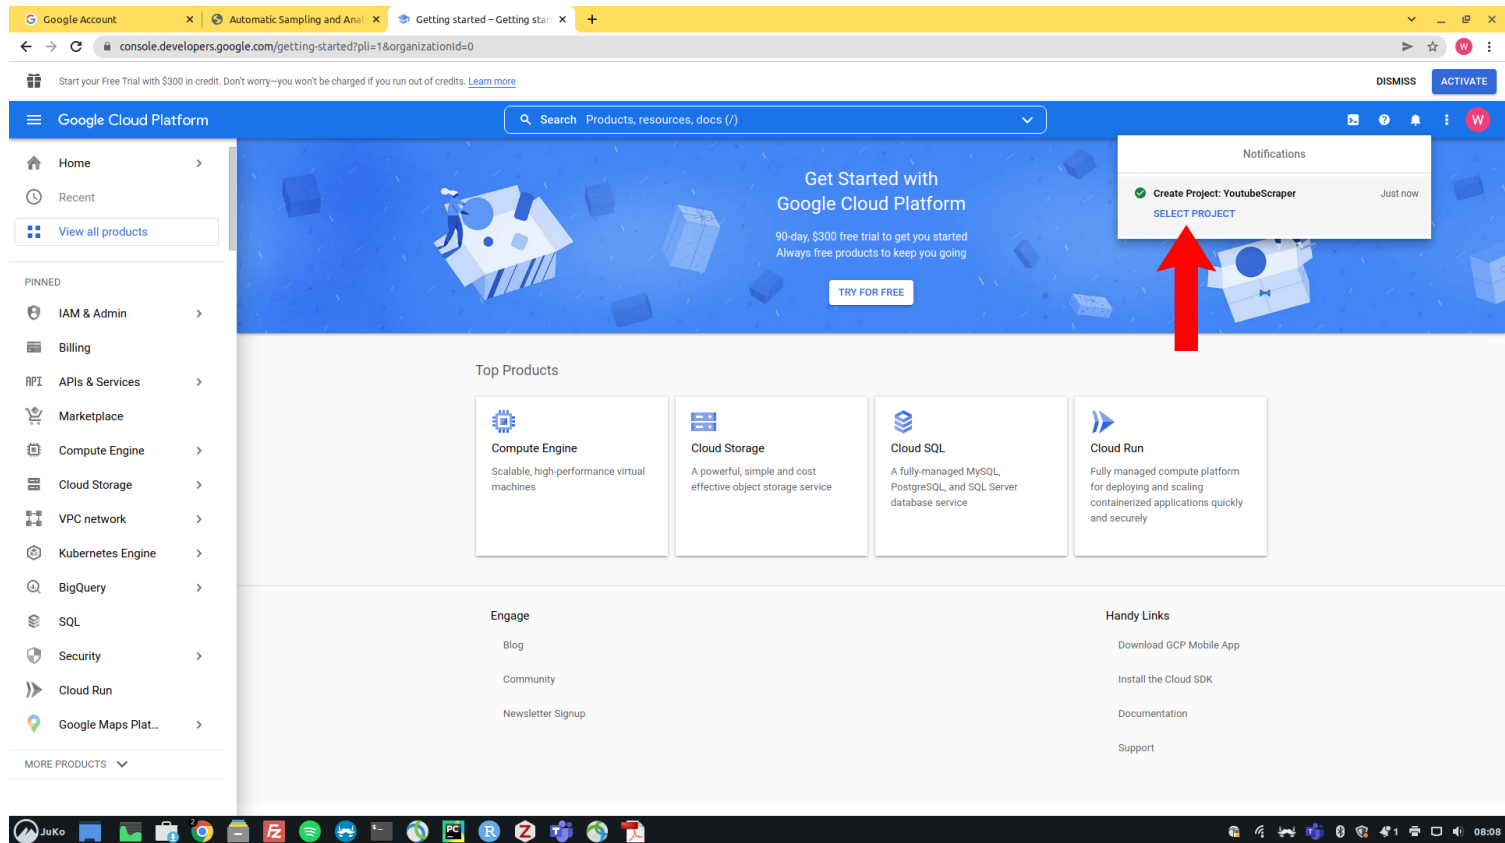 Google Account
Automatic Sampling and Anal
Getting started – Getting start
console.developers.google.com/getting-started?pli=1&organizationId=0
W
Start your Free Trial with $300 in credit. Don't worry—you won't be charged if you run out of credits. Learn more
DISMISS
ACTIVATE
Google Cloud Platform
Search Products, resources, docs (/)
W
Home
Recent
View all products
PINNED
IAM & Admin
Billing
API APIs & Services
Marketplace
Compute Engine
Cloud Storage
VPC network
Kubernetes Engine
BigQuery
SQL
Security
Cloud Run
Google Maps Plat...
MORE PRODUCTS
Get Started with
Google Cloud Platform
90-day, $300 free trial to get you started
Always free products to keep you going
TRY FOR FREE
Notifications
Create Project: YoutubeScraper
Just now
SELECT PROJECT
Top Products
Compute Engine
Scalable, high-performance virtual
machines
Cloud Storage
A powerful, simple and cost
effective object storage service
Cloud SQL
A fully-managed MySQL,
PostgreSQL, and SQL Server
database service
Cloud Run
Fully managed compute platform
for deploying and scaling
containerized applications quickly
and securely
Engage
Blog
Community
Newsletter Signup
Handy Links
Download GCP Mobile App
Install the Cloud SDK
Documentation
Support
JuKo
2
FZ
$-
PC
R
Z
T
1
08:08